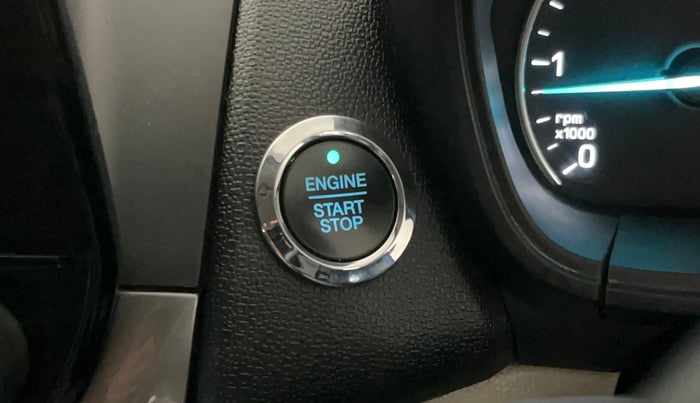 ENGINE
START
STOP
1
rpm
x1000
0